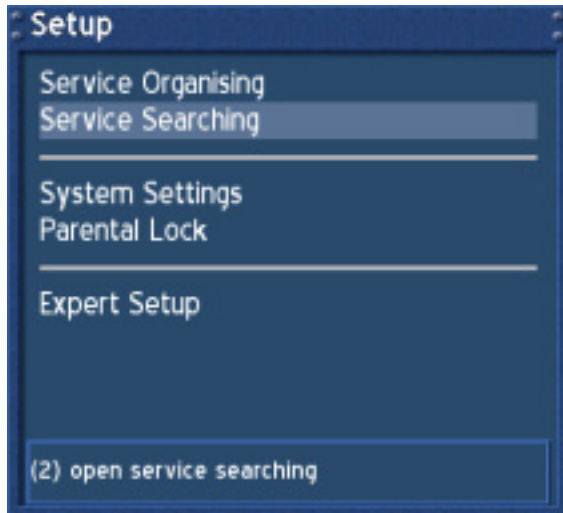 Setup
Service Organising
Service Searching
System Settings
Parental Lock
Expert Setup
(2) open service searching